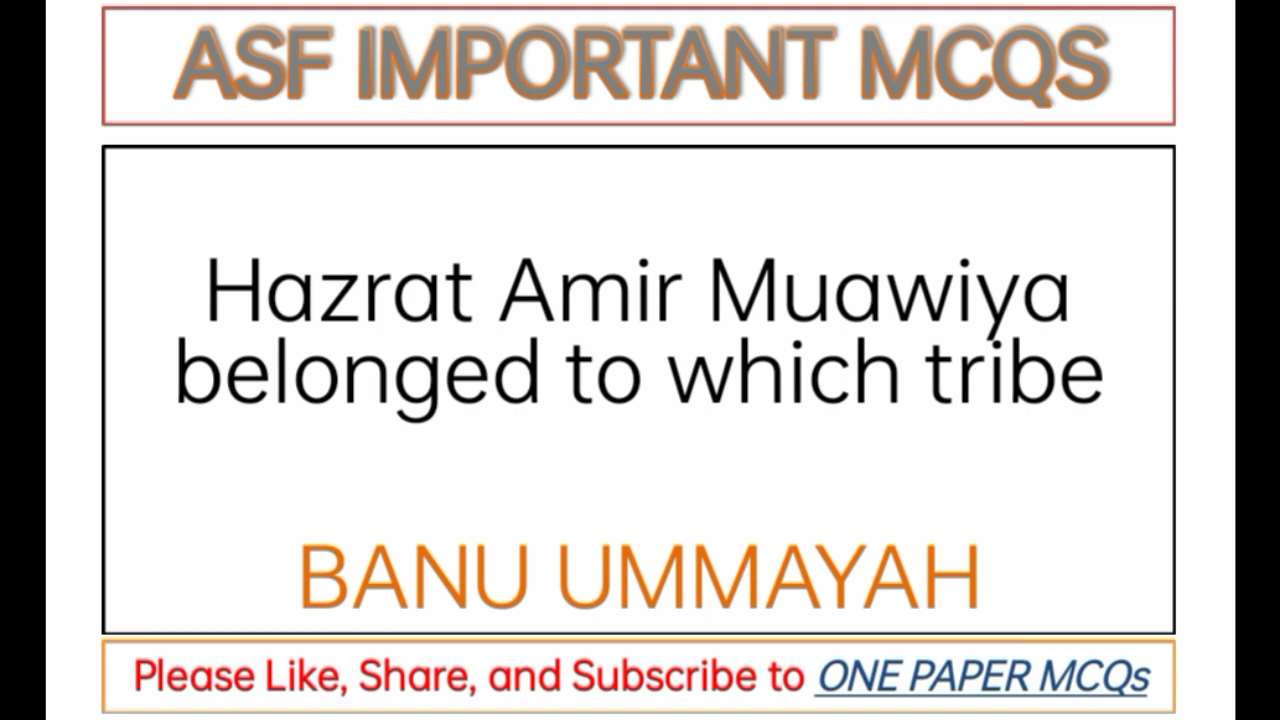 ASF IMPORTANT MCQS
Hazrat Amir Muawiya
belonged to which tribe
BANU UMMAYAH
Please Like, Share, and Subscribe to ONE PAPER MCQs